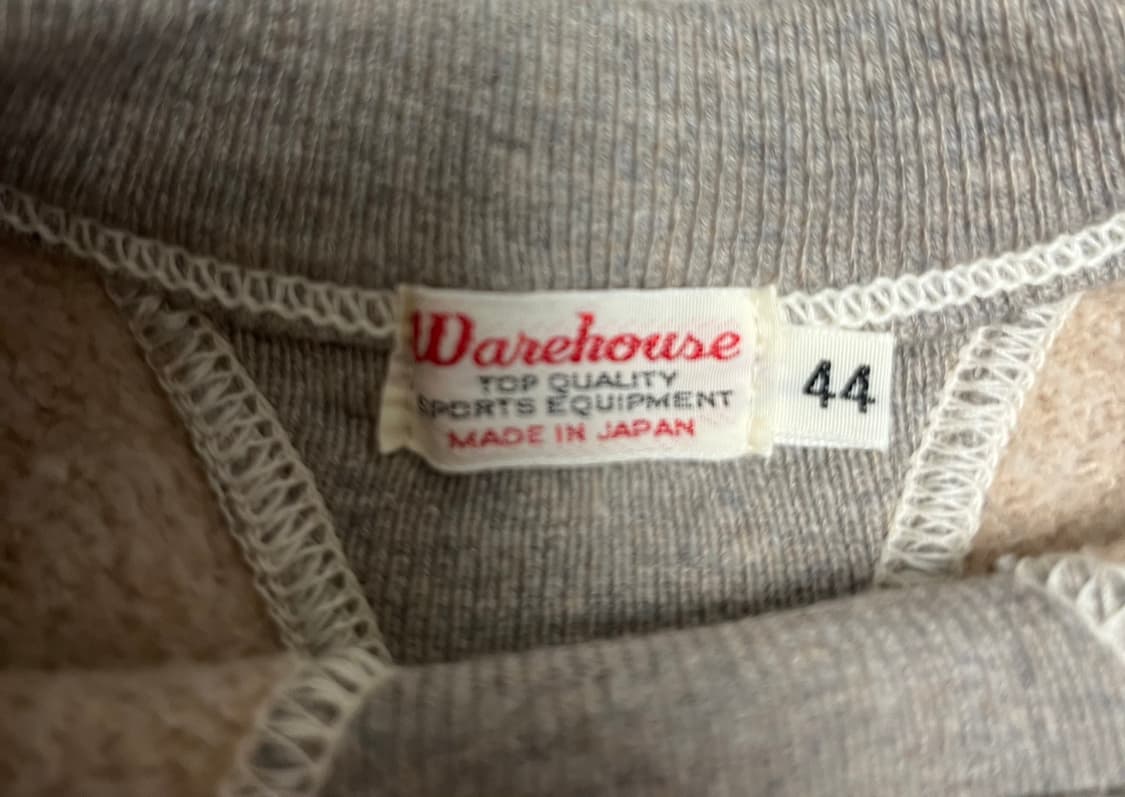 Warehouse
TOP QUALITY
SPORTS EQUIPMENT
MADE IN JAPAN
44